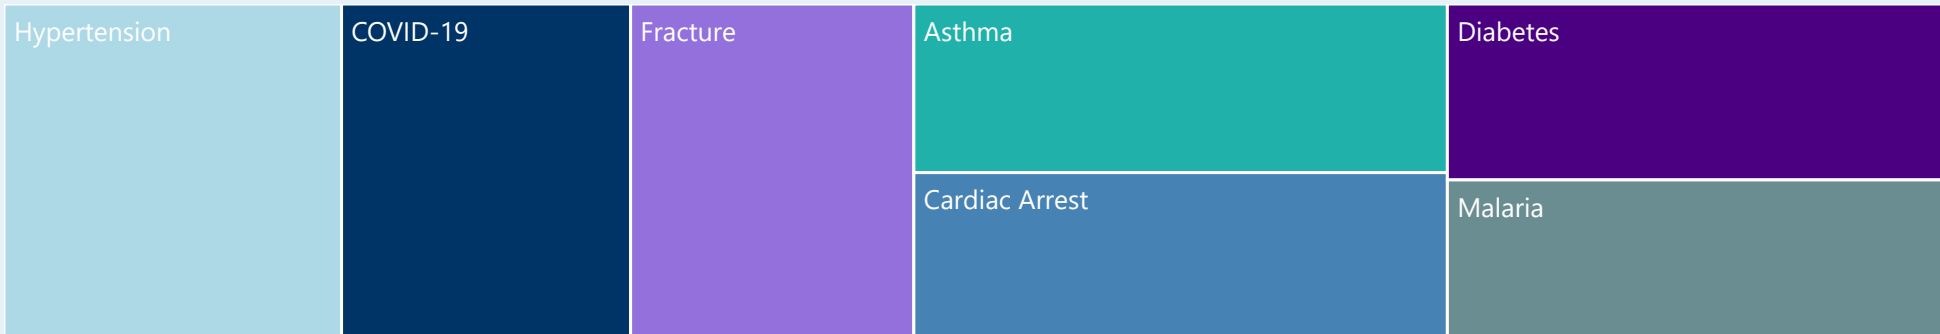 Hypertension
COVID-19
Fracture
Asthma
Cardiac Arrest
Diabetes
Malaria